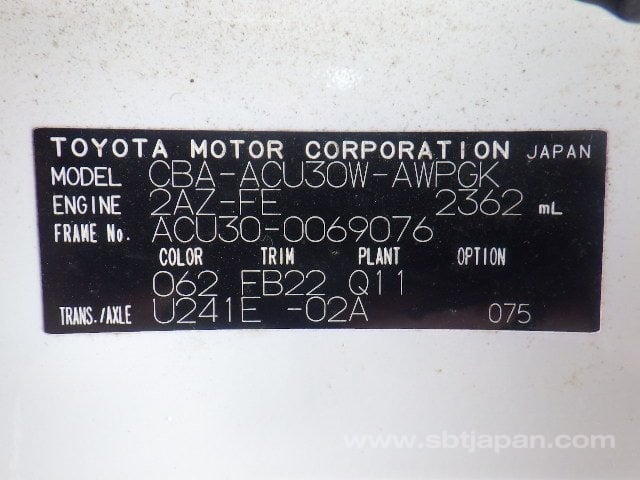 TOYOTA MOTOR CORPORATION JAPAN
MODEL CBA-ACU30W-AWPGK
ENGINE 2AZ-FE 2362 mL
FRAME No. ACU30-0069076
COLOR TRIM PLANT OPTION
062 FB22 Q11
TRANS./AXLE U241E -02A 075
www.sbtjapan.com